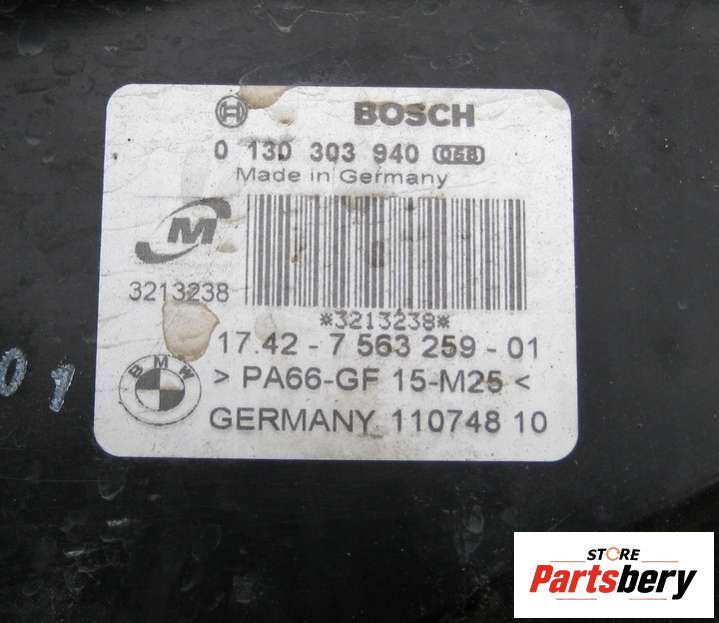 BOSCH
0 130 303 940 058
Made in Germany
M
3213238
*3213238*
17.42 - 7 563 259 - 01
BMW
> PA66-GF 15-M25 <
GERMANY 110748 10
01
STORE
Partsbery